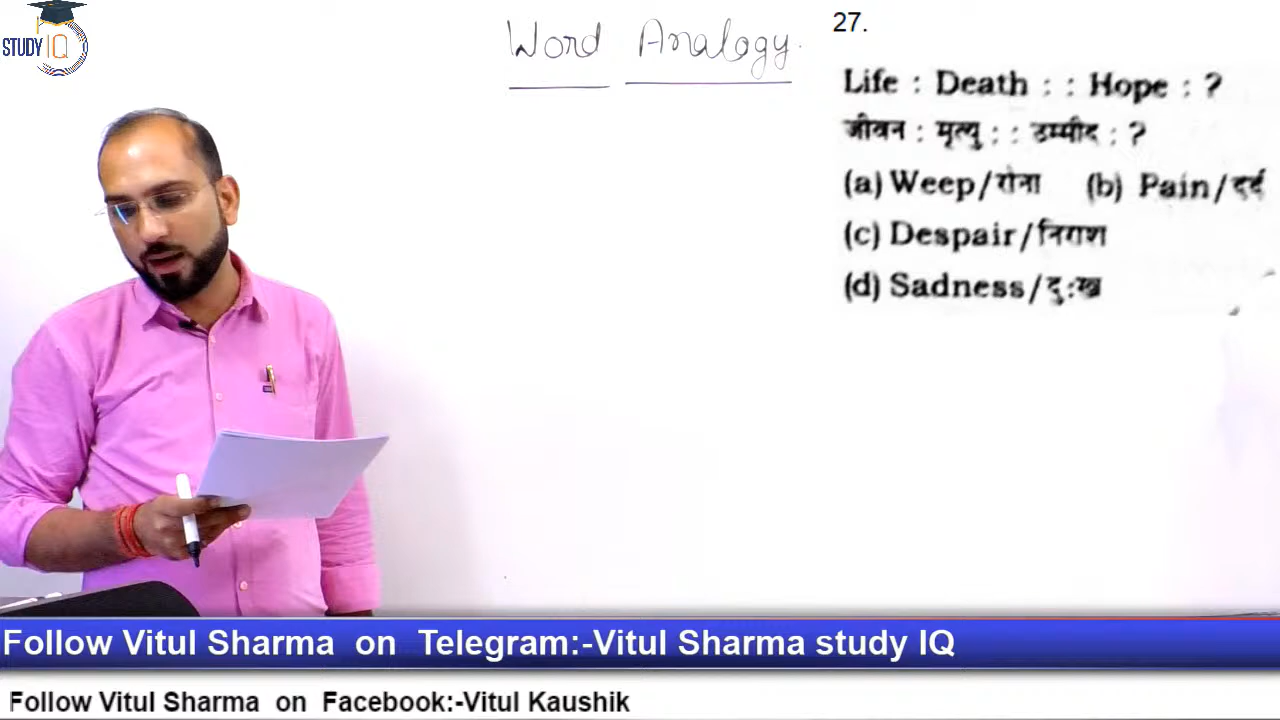 STUDY IQ
Word Analogy.
27.
Life : Death : : Hope : ?
जीवन : मृत्यु : : उम्मीद : ?
(a) Weep/रोना (b) Pain/दर्द
(c) Despair/निराश
(d) Sadness/दुःख
Follow Vitul Sharma on Telegram:-Vitul Sharma study IQ
Follow Vitul Sharma on Facebook:-Vitul Kaushik